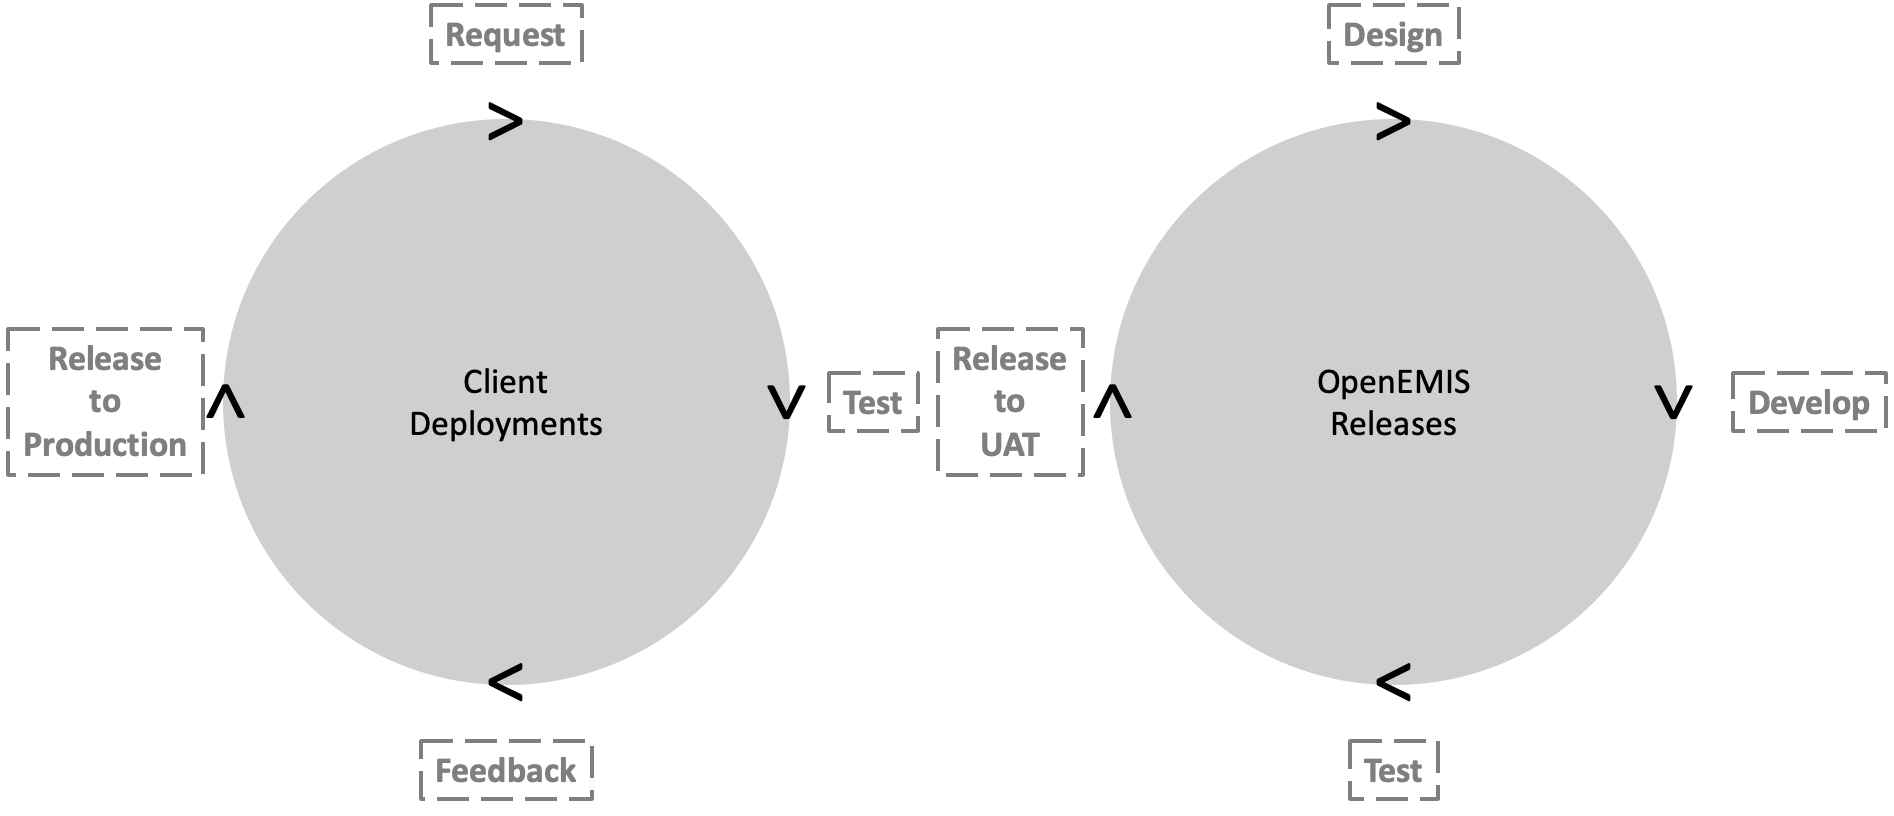 Request
Design
Release
to
Production
Client
Deployments
Test
Release
to
UAT
OpenEMIS
Releases
Develop
Feedback
Test